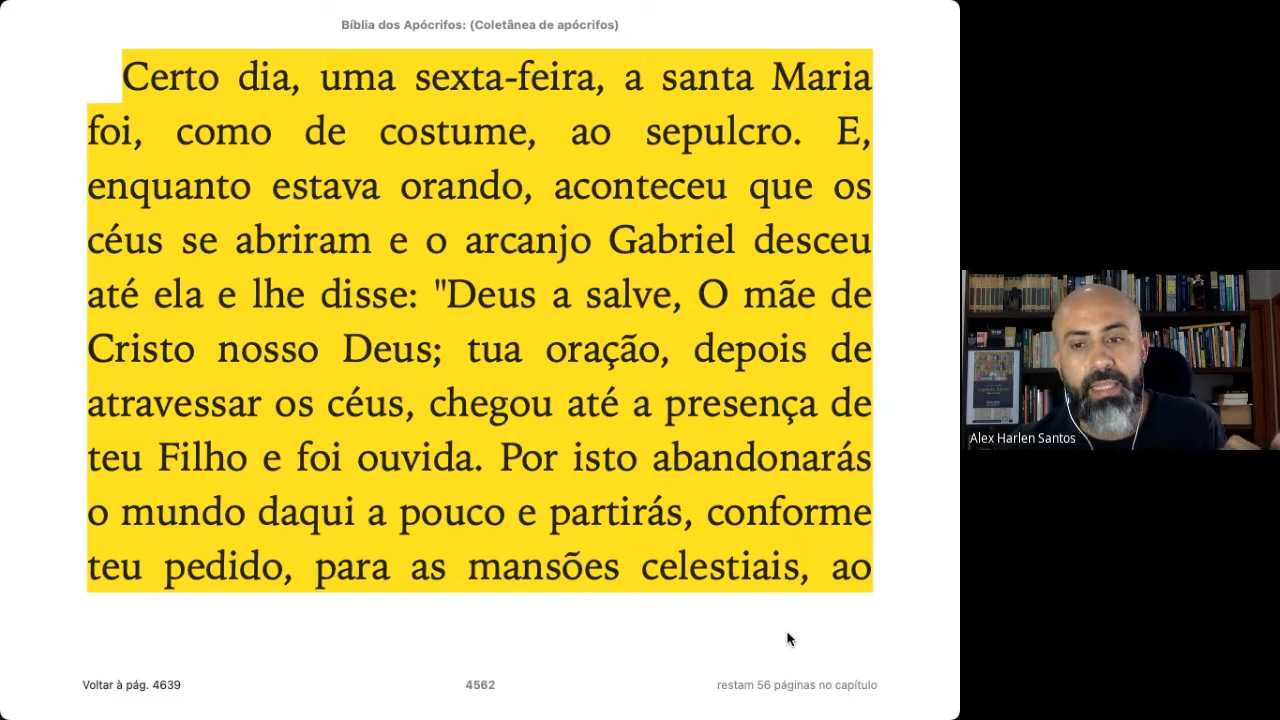 Bíblia dos Apócrifos: (Coletânea de apócrifos)
Certo dia, uma sexta-feira, a santa Maria
foi, como de costume, ao sepulcro. E,
enquanto estava orando, aconteceu que os
céus se abriram e o arcanjo Gabriel desceu
até ela e lhe disse: "Deus a salve, O mãe de
Cristo nosso Deus; tua oração, depois de
atravessar os céus, chegou até a presença de
teu Filho e foi ouvida. Por isto abandonarás
o mundo daqui a pouco e partirás, conforme
teu pedido, para as mansões celestiais, ao
Voltar à pág. 4639
4562
restam 56 páginas no capítulo
Alex Harlen Santos